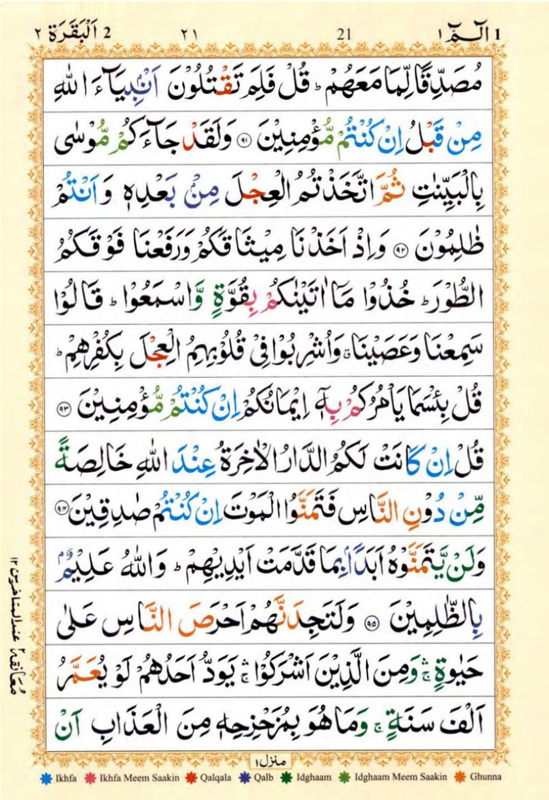 الٓمّٓ ١ 1 ٢١ 21 اَلْبَقَرَة ٢ 2
مُصَدِّقًا لِّمَا مَعَهُمْ ؕ قُلْ فَلِمَ تَقْتُلُوْنَ اَنْۢبِيَآءَ اللّٰهِ
مِنْ قَبْلُ اِنْ كُنْتُمْ مُّؤْمِنِيْنَ ﴿۹۱﴾ وَلَقَدْ جَآءَكُمْ مُّوْسٰى
بِالْبَيِّنٰتِ ثُمَّ اتَّخَذْتُمُ الْعِجْلَ مِنْۢ بَعْدِهٖ وَاَنْتُمْ
ظٰلِمُوْنَ ﴿۹۲﴾ وَاِذْ اَخَذْنَا مِيْثَاقَكُمْ وَرَفَعْنَا فَوْقَكُمُ
الطُّوْرَ ؕ خُذُوْا مَاۤ اٰتَيْنٰكُمْ بِقُوَّةٍ وَّاسْمَعُوْا ؕ قَالُوْا
سَمِعْنَا وَعَصَيْنَا ۗ وَاُشْرِبُوْا فِيْ قُلُوْبِهِمُ الْعِجْلَ بِكُفْرِهِمْ ؕ
قُلْ بِئْسَمَا يَاْمُرُكُمْ بِهٖۤ اِيْمَانُكُمْ اِنْ كُنْتُمْ مُّؤْمِنِيْنَ ﴿۹۳﴾
قُلْ اِنْ كَانَتْ لَكُمُ الدَّارُ الْاٰخِرَةُ عِنْدَ اللّٰهِ خَالِصَةً
مِّنْ دُوْنِ النَّاسِ فَتَمَنَّوُا الْمَوْتَ اِنْ كُنْتُمْ صٰدِقِيْنَ ﴿۹۴﴾
وَلَنْ يَّتَمَنَّوْهُ اَبَدًۢا بِمَا قَدَّمَتْ اَيْدِيْهِمْ ؕ وَاللّٰهُ عَلِيْمٌۢ
بِالظّٰلِمِيْنَ ﴿۹۵﴾ وَلَتَجِدَنَّهُمْ اَحْرَصَ النَّاسِ عَلٰى
حَيٰوةٍ ۛۚ وَمِنَ الَّذِيْنَ اَشْرَكُوْا ۛۚ يَوَدُّ اَحَدُهُمْ لَوْ يُعَمَّرُ
اَلْفَ سَنَةٍ ۚ وَمَا هُوَ بِمُزَحْزِحِهٖ مِنَ الْعَذَابِ اَنْ
معانقة ١ عند المتاخرين ١٢
منزل ١
Ikhfa Ikhfa Meem Saakin Qalqala Qalb Idghaam Idghaam Meem Saakin Ghunna